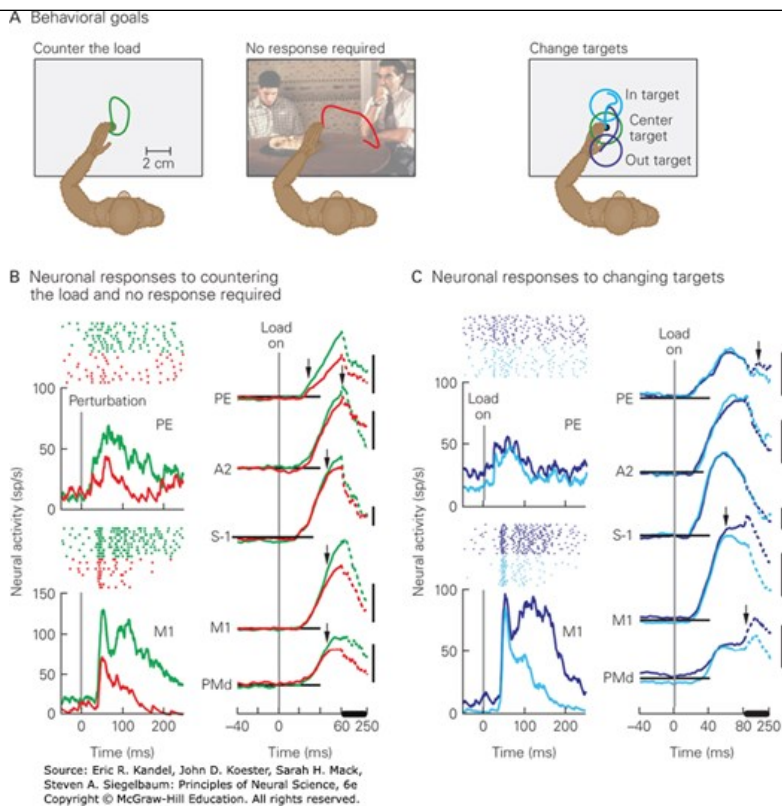 A Behavioral goals
Counter the load
No response required
Change targets
2 cm
In target
Center target
Out target
B Neuronal responses to countering
the load and no response required
C Neuronal responses to changing targets
Load on
Perturbation
PE
100
50
0
Neural activity (sp/s)
M1
150
100
50
0
0
100
200
Time (ms)
PE
A2
S-1
M1
PMd
-40
0
60
250
Time (ms)
Load on
PE
100
50
0
Neural activity (sp/s)
M1
100
50
0
0
100
200
Time (ms)
Load on
PE
A2
S-1
M1
PMd
-40
0
40
80
250
Time (ms)
Source: Eric R. Kandel, John D. Koester, Sarah H. Mack,
Steven A. Siegelbaum: Principles of Neural Science, 6e
Copyright © McGraw-Hill Education. All rights reserved.